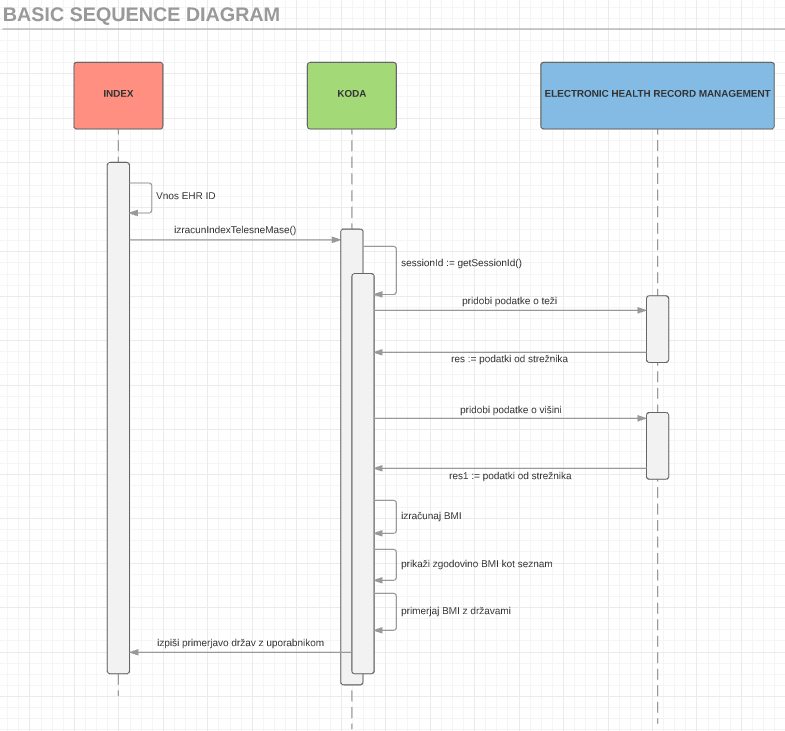 BASIC SEQUENCE DIAGRAM
INDEX
KODA
ELECTRONIC HEALTH RECORD MANAGEMENT
Vnos EHR ID
izracunIndexTelesneMase()
sessionId := getSessionId()
pridobi podatke o teži
res := podatki od strežnika
pridobi podatke o višini
res1 := podatki od strežnika
izračunaj BMI
prikaži zgodovino BMI kot seznam
primerjaj BMI z državami
izpiši primerjavo držav z uporabnikom